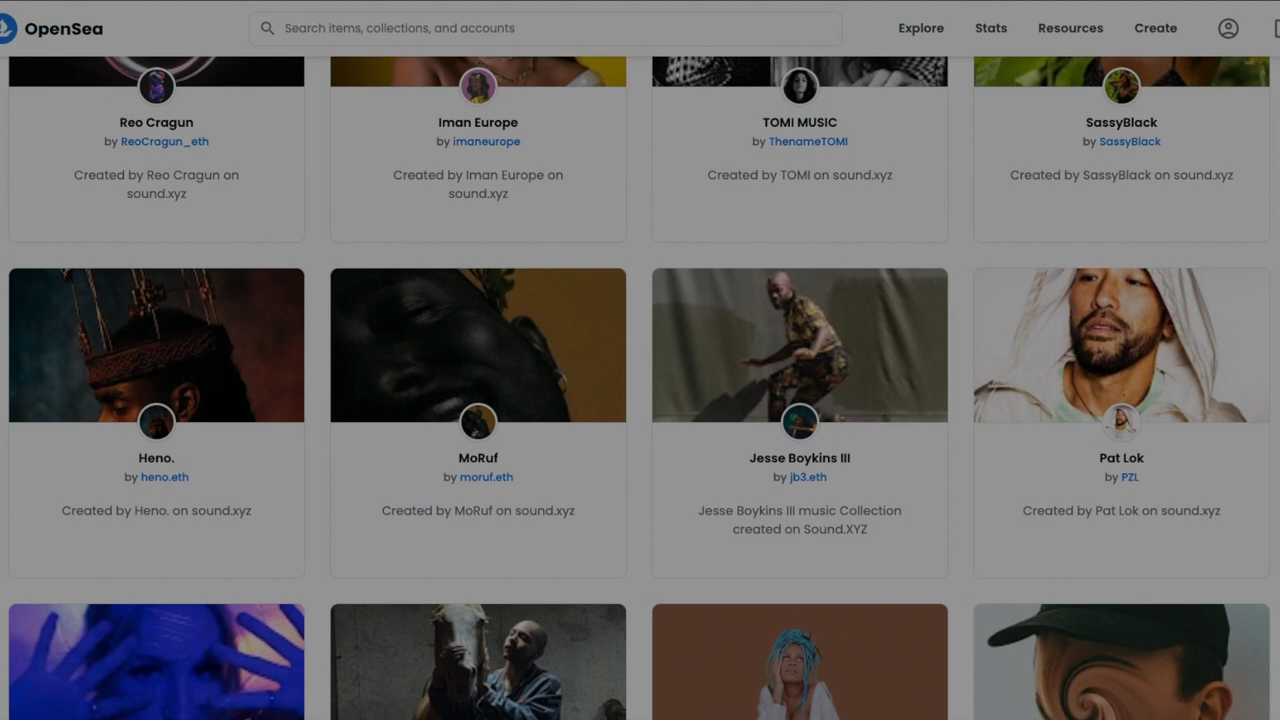 OpenSea
Search items, collections, and accounts
Explore
Stats
Resources
Create
Reo Cragun
by ReoCragun_eth
Created by Reo Cragun on
sound.xyz
Iman Europe
by imaneurope
Created by Iman Europe on
sound.xyz
TOMI MUSIC
by ThenameTOMI
Created by TOMI on sound.xyz
SassyBlack
by SassyBlack
Created by SassyBlack on sound.xyz
Heno.
by heno.eth
Created by Heno. on sound.xyz
MoRuf
by moruf.eth
Created by MoRuf on sound.xyz
Jesse Boykins III
by jb3.eth
Jesse Boykins III music Collection
created on Sound.XYZ
Pat Lok
by PZL
Created by Pat Lok on sound.xyz